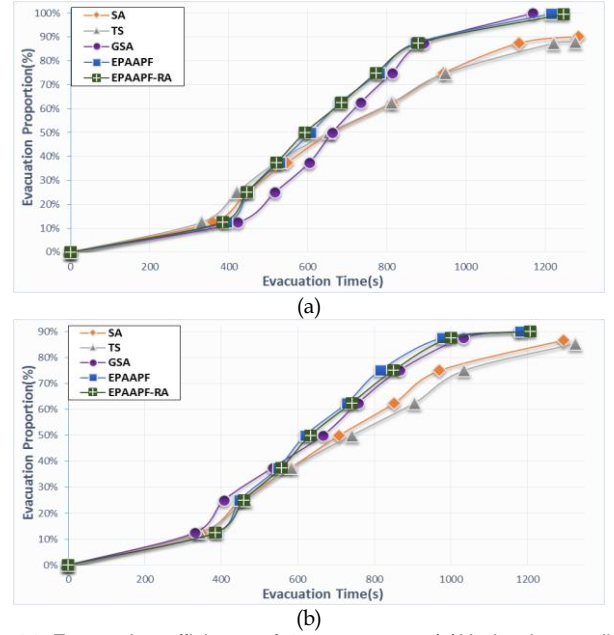 100%
90%
80%
70%
60%
50%
40%
30%
20%
10%
0%
Evacuation Proportion(%)
SA
TS
GSA
EPAAPF
EPAAPF-RA
0 200 400 600 800 1000 1200
Evacuation Time(s)
(a)
90%
80%
70%
60%
50%
40%
30%
20%
10%
0%
Evacuation Proportion(%)
SA
TS
GSA
EPAAPF
EPAAPF-RA
0 200 400 600 800 1000 1200
Evacuation Time(s)
(b)